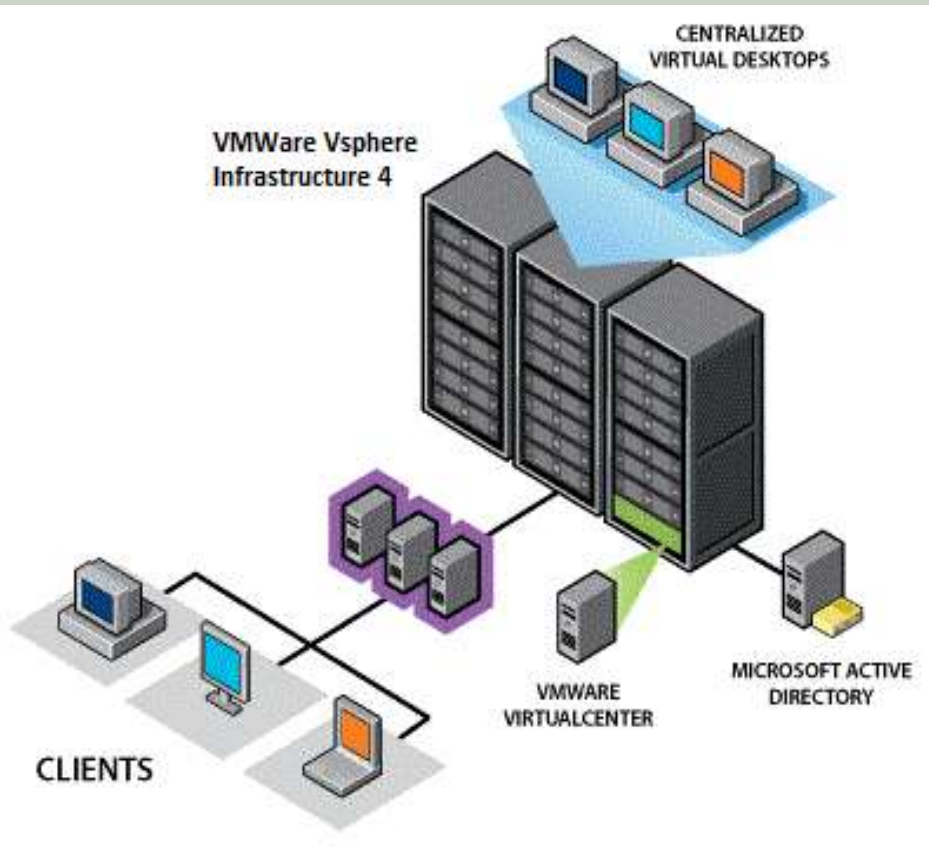 CENTRALIZED
VIRTUAL DESKTOPS
VMWare Vsphere
Infrastructure 4
VMWARE
VIRTUALCENTER
MICROSOFT ACTIVE
DIRECTORY
CLIENTS